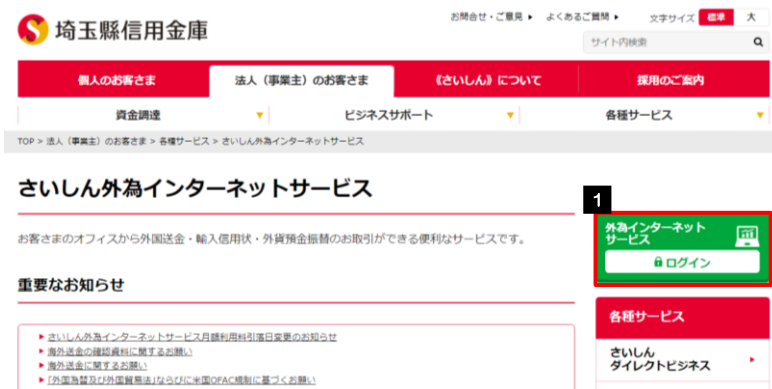 お問合せ・ご意見 ▶ よくあるご質問 ▶ 文字サイズ 標準 大
埼玉縣信用金庫
サイト内検索
個人のお客さま 法人（事業主）のお客さま 《さいしん》について 採用のご案内
資金調達 ▼ ビジネスサポート ▼ 各種サービス ▼
TOP > 法人（事業主）のお客さま > 各種サービス > さいしん外為インターネットサービス
さいしん外為インターネットサービス
1
外為インターネット
サービス
ログイン
お客さまのオフィスから外国送金・輸入信用状・外貨預金振替のお取引ができる便利なサービスです。
重要なお知らせ
各種サービス
さいしん外為インターネットサービス月額利用料引落日変更のお知らせ
海外送金の確認資料に関するお願い
海外送金に関するお願い
「外国為替及び外国貿易法」ならびに米国OFAC規制に基づくお願い
さいしん
ダイレクトビジネス